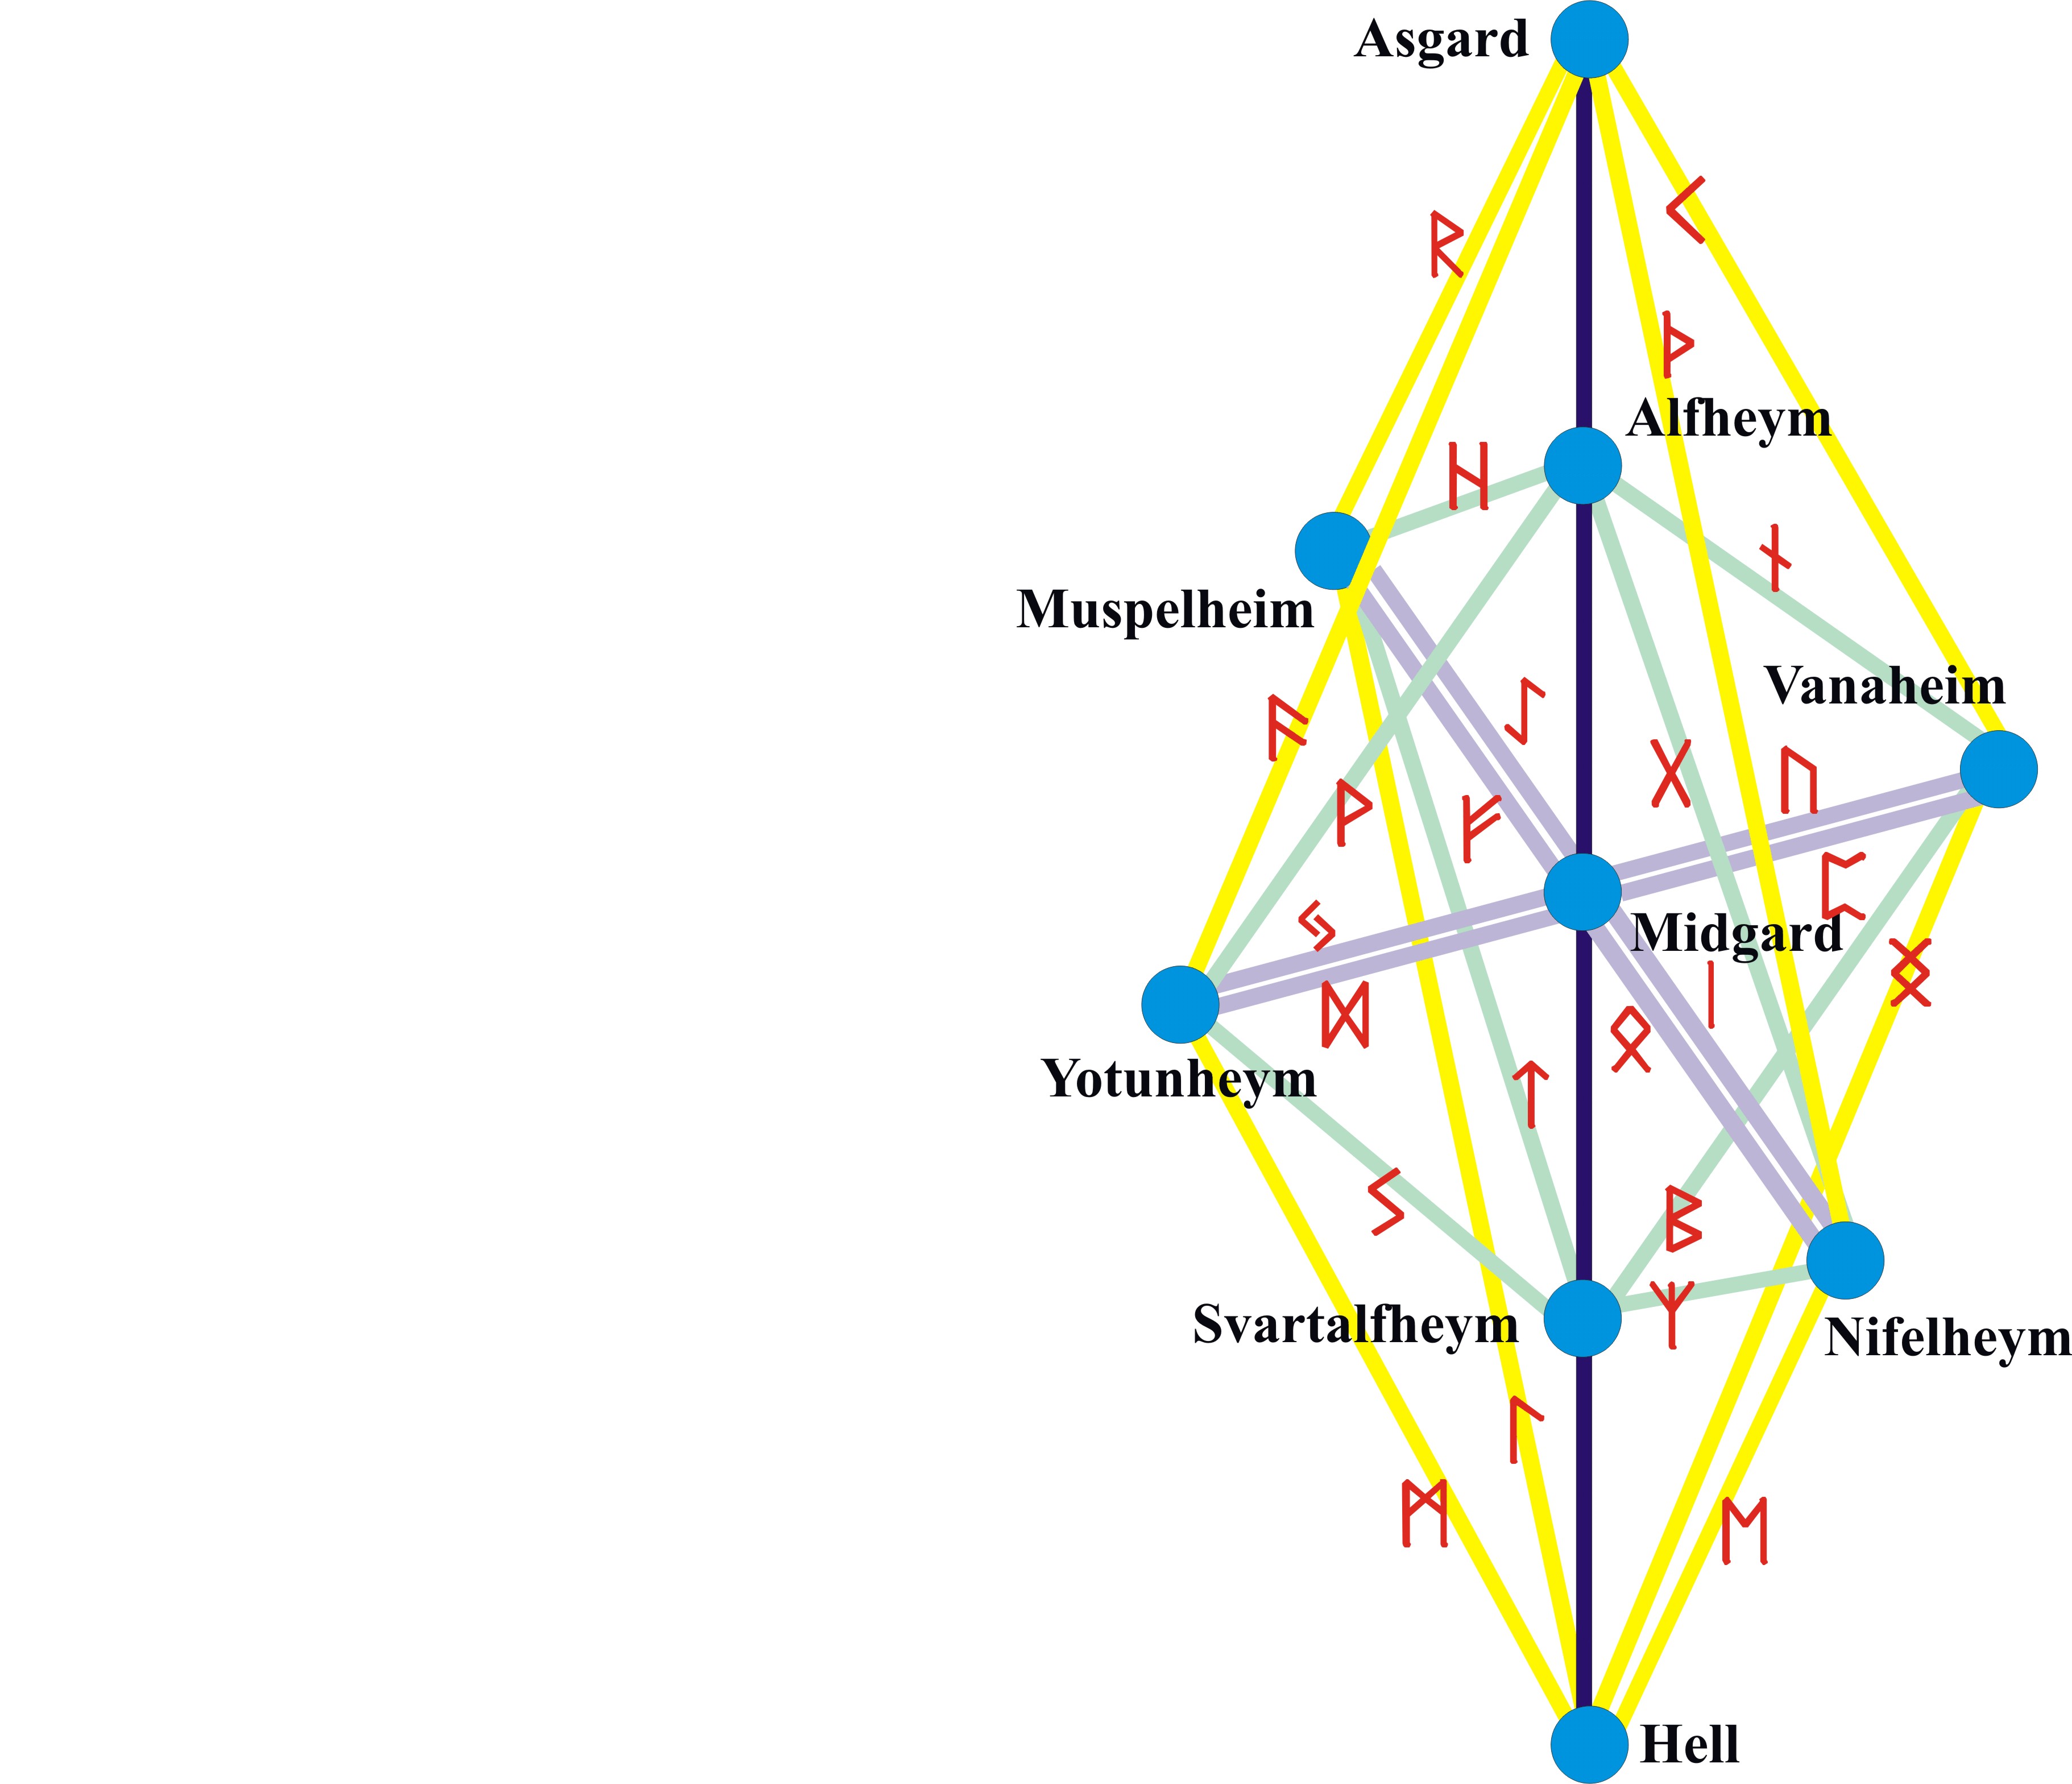 Asgard
ᚲ
ᚱ
ᚦ
Alfheym
ᚺ
ᚾ
Muspelheim
Vanaheim
ᛇ
ᚨ
ᚷ
ᚢ
ᚹ
ᚠ
ᛈ
ᛃ
Midgard
ᛝ
ᛁ
ᛞ
ᛟ
Yotunheym
ᛏ
ᛊ
ᛒ
ᛉ
Svartalfheym
Nifelheym
ᛚ
ᛗ
ᛖ
Hell